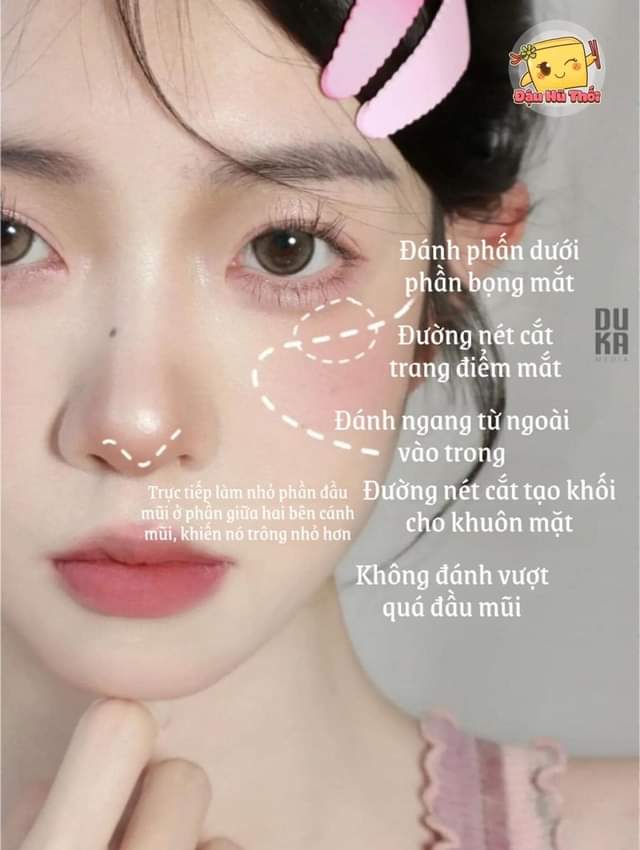 Đậu Hũ Thối
Đánh phấn dưới
phần bọng mắt
DU
KA
MEDIA
Đường nét cắt
trang điểm mắt
Đánh ngang từ ngoài
vào trong
Trực tiếp làm nhỏ phần đầu
mũi ở phần giữa hai bên cánh
mũi, khiến nó trông nhỏ hơn
Đường nét cắt tạo khối
cho khuôn mặt
Không đánh vượt
quá đầu mũi